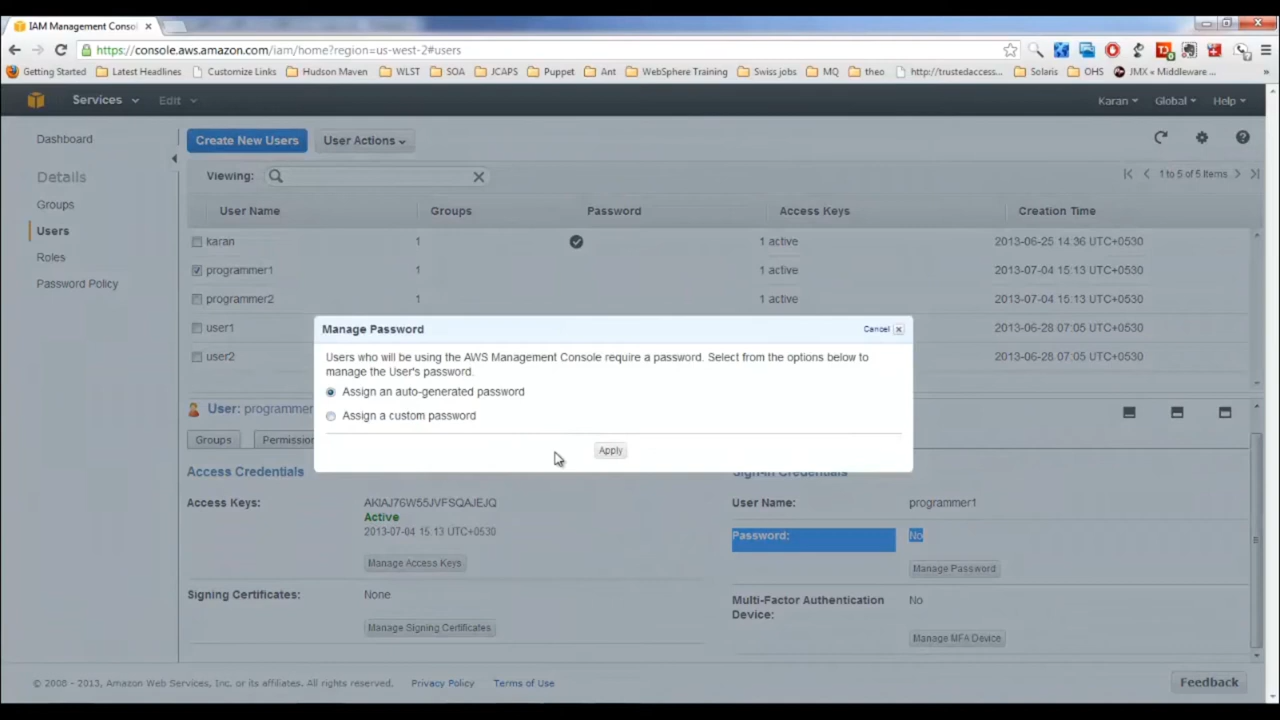 IAM Management Consol
https://console.aws.amazon.com/iam/home?region=us-west-2#users
Getting Started Latest Headlines Customize Links Hudson Maven WLST SOA JCAPS Puppet Ant WebSphere Training Swiss jobs MQ theo http://trustedaccess... Solaris OHS JMX « Middleware ...
Services Edit Karan Global Help
Dashboard
Details
Groups
Users
Roles
Password Policy
Create New Users User Actions
Viewing: 1 to 5 of 5 Items
User Name Groups Password Access Keys Creation Time
karan 1 1 active 2013-06-25 14:36 UTC+0530
programmer1 1 1 active 2013-07-04 15:13 UTC+0530
programmer2 1 1 active 2013-07-04 15:13 UTC+0530
user1 2013-06-28 07:05 UTC+0530
user2 2013-06-28 07:05 UTC+0530
Manage Password Cancel
Users who will be using the AWS Management Console require a password. Select from the options below to
manage the User's password.
Assign an auto-generated password
Assign a custom password
Apply
User: programmer
Groups Permission
Access Credentials
Access Keys: AKIAJ76W55JVFSQAJEJQ
Active
2013-07-04 15:13 UTC+0530
Manage Access Keys
Signing Certificates: None
Manage Signing Certificates
Sign-In Credentials
User Name: programmer1
Password: No
Manage Password
Multi-Factor Authentication No
Device:
Manage MFA Device
© 2008 - 2013, Amazon Web Services, Inc. or its affiliates. All rights reserved. Privacy Policy Terms of Use Feedback